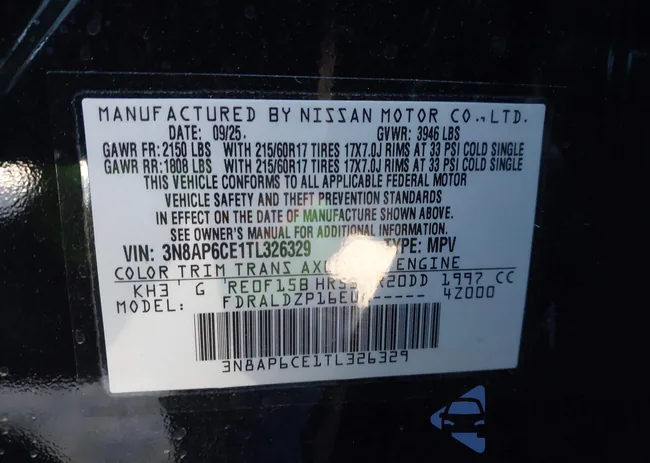 MANUFACTURED BY NISSAN MOTOR CO., LTD.
DATE: 09/25. GVWR: 3946 LBS
GAWR FR: 2150 LBS WITH 215/60R17 TIRES 17X7.0J RIMS AT 33 PSI COLD SINGLE
GAWR RR: 1808 LBS WITH 215/60R17 TIRES 17X7.0J RIMS AT 33 PSI COLD SINGLE
THIS VEHICLE CONFORMS TO ALL APPLICABLE FEDERAL MOTOR
VEHICLE SAFETY AND THEFT PREVENTION STANDARDS
IN EFFECT ON THE DATE OF MANUFACTURE SHOWN ABOVE.
SEE OWNER'S MANUAL FOR ADDITIONAL INFORMATION.
VIN: 3N8AP6CE1TL326329 TYPE: MPV
COLOR TRIM TRANS ENGINE
KH3 G RE0F15B 1997 CC
MODEL: FDRALDZP16EU ----- 4Z000
3N8AP6CE1TL326329